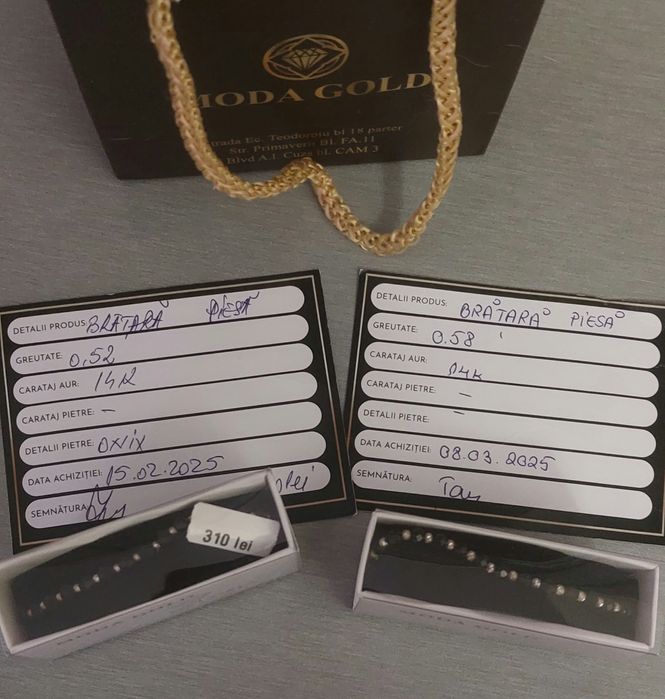 MODA GOLD
Strada Ec. Teodoroiu bl 18 parter
Str. Primaverii BL FA.11
Blvd A.I. Cuza bl. CAM 3
DETALII PRODUS: BRĂTARĂ PIESĂ
GREUTATE: 0,52
CARATAJ AUR: 14K
CARATAJ PIETRE: –
DETALII PIETRE: ONIX
DATA ACHIZIȚIEI: 15.02.2025
SEMNĂTURA:
lei
310 lei
DETALII PRODUS: BRĂTARĂ PIESĂ
GREUTATE: 0.58
CARATAJ AUR: 14K
CARATAJ PIETRE: –
DETALII PIETRE: –
DATA ACHIZIȚIEI: 08.03.2025
SEMNĂTURA: